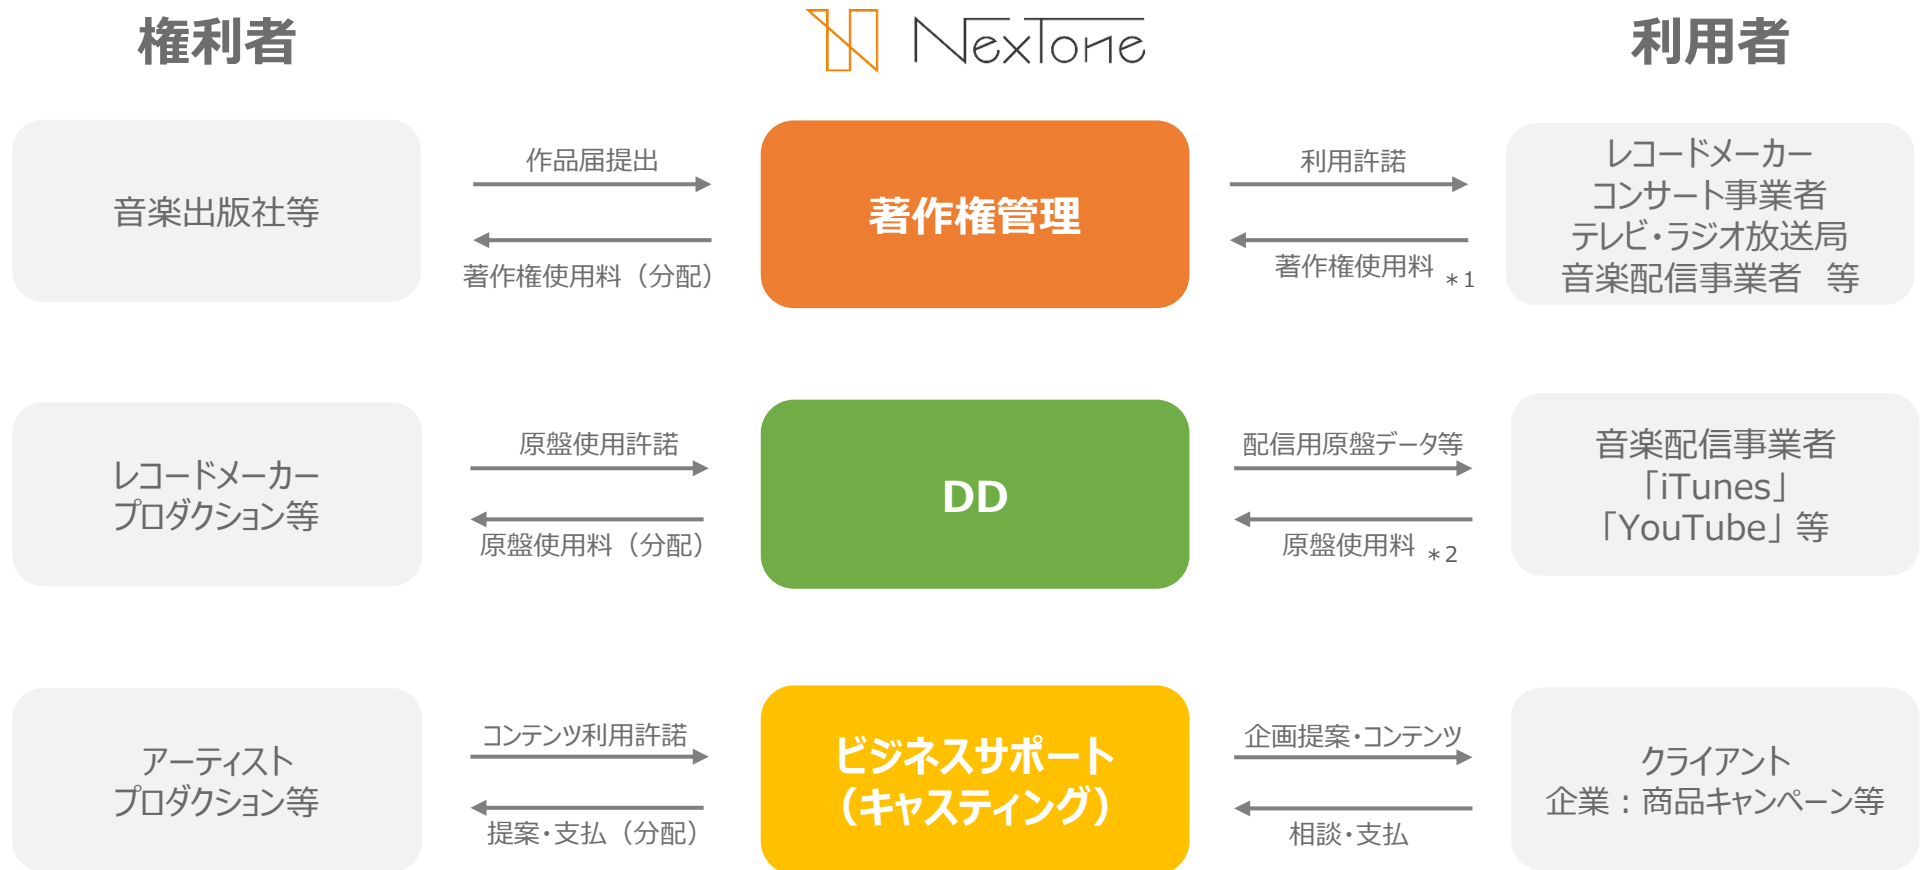 権利者
NexTone
利用者
音楽出版社等
作品届提出
著作権使用料（分配）
著作権管理
利用許諾
著作権使用料 ＊1
レコードメーカー
コンサート事業者
テレビ・ラジオ放送局
音楽配信事業者　等
レコードメーカー
プロダクション等
原盤使用許諾
原盤使用料（分配）
DD
配信用原盤データ等
原盤使用料 ＊2
音楽配信事業者
「iTunes」
「YouTube」等
アーティスト
プロダクション等
コンテンツ利用許諾
提案・支払（分配）
ビジネスサポート
（キャスティング）
企画提案・コンテンツ
相談・支払
クライアント
企業：商品キャンペーン等